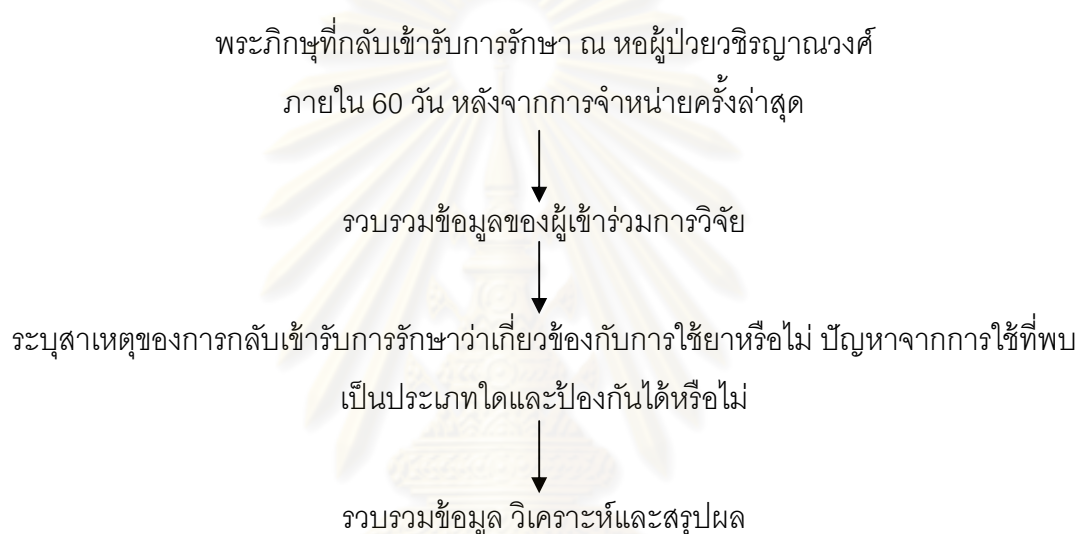 พระภิกษุที่กลับเข้ารับการรักษา ณ หอผู้ป่วยวชิรญาณวงศ์
ภายใน 60 วัน หลังจากการจำหน่ายครั้งล่าสุด
รวบรวมข้อมูลของผู้เข้าร่วมการวิจัย
ระบุสาเหตุของการกลับเข้ารับการรักษาว่าเกี่ยวข้องกับการใช้ยาหรือไม่ ปัญหาจากการใช้ที่พบ
เป็นประเภทใดและป้องกันได้หรือไม่
รวบรวมข้อมูล วิเคราะห์และสรุปผล